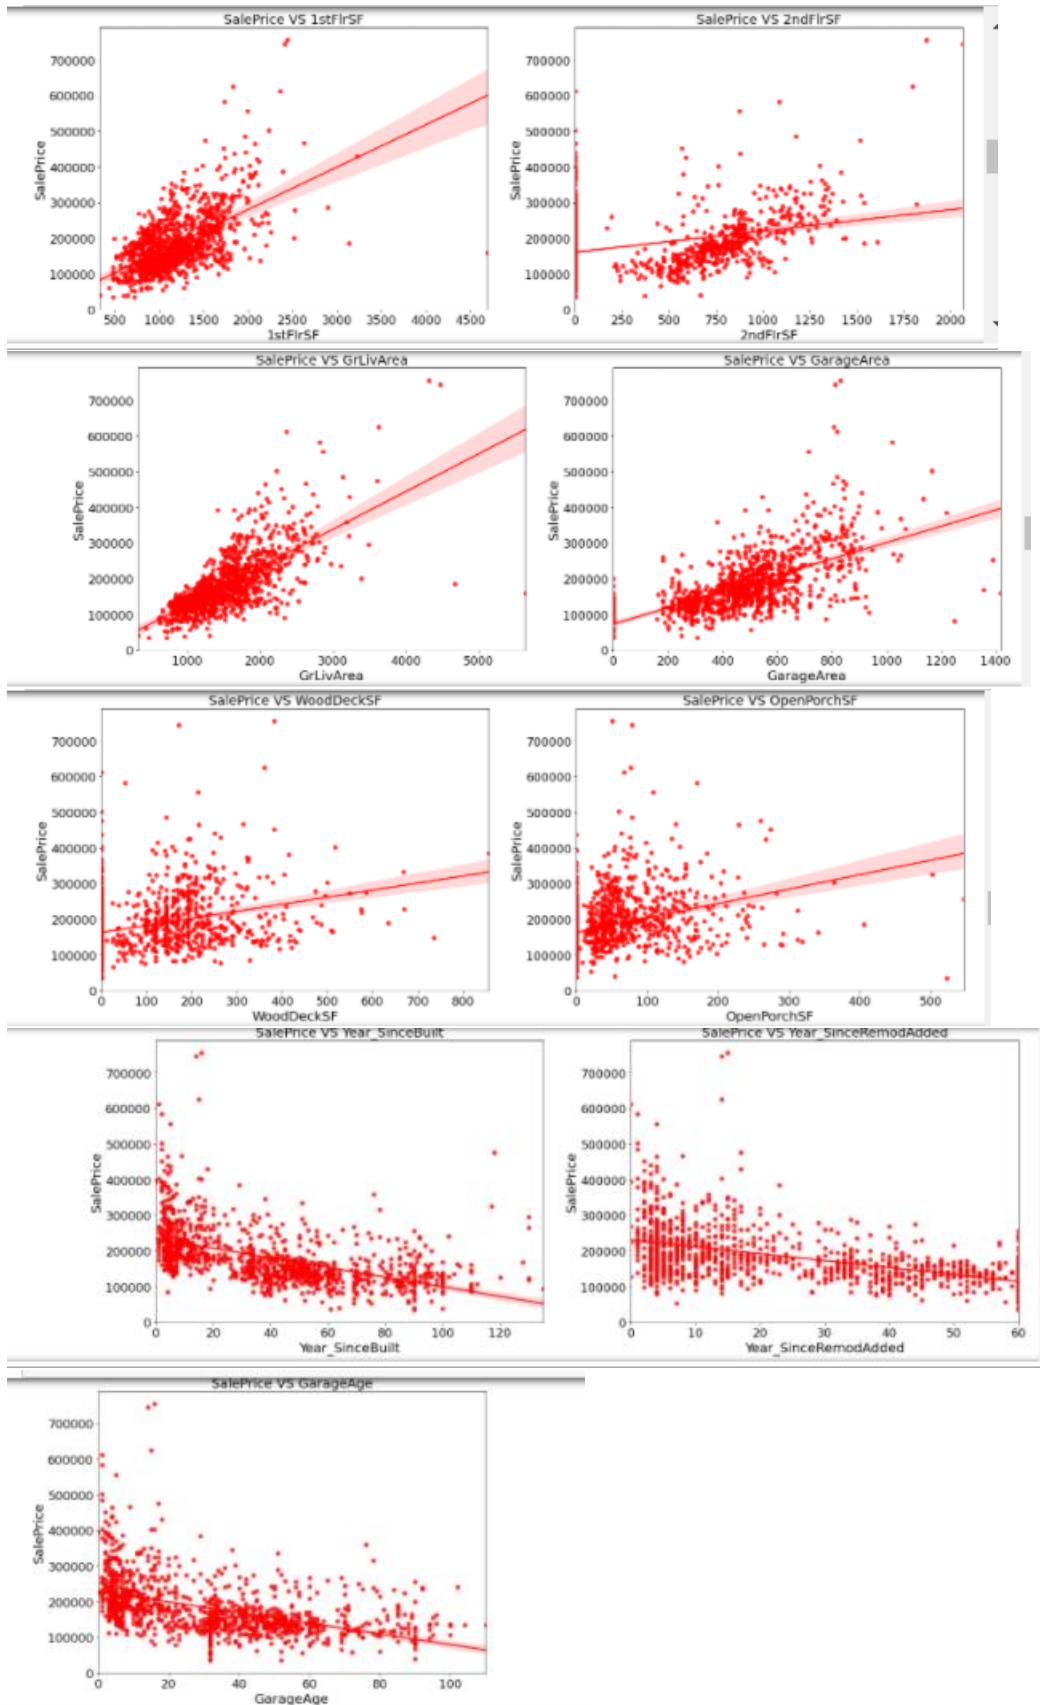 SalePrice VS 1stFlrSF
SalePrice
700000
600000
500000
400000
300000
200000
100000
0
500 1000 1500 2000 2500 3000 3500 4000 4500
1stFlrSF
SalePrice VS 2ndFlrSF
SalePrice
700000
600000
500000
400000
300000
200000
100000
0
0 250 500 750 1000 1250 1500 1750 2000
2ndFlrSF
SalePrice VS GrLivArea
SalePrice
700000
600000
500000
400000
300000
200000
100000
0
1000 2000 3000 4000 5000
GrLivArea
SalePrice VS GarageArea
SalePrice
700000
600000
500000
400000
300000
200000
100000
0
0 200 400 600 800 1000 1200 1400
GarageArea
SalePrice VS WoodDeckSF
SalePrice
700000
600000
500000
400000
300000
200000
100000
0
0 100 200 300 400 500 600 700 800
WoodDeckSF
SalePrice VS OpenPorchSF
SalePrice
700000
600000
500000
400000
300000
200000
100000
0
0 100 200 300 400 500
OpenPorchSF
SalePrice VS Year_SinceBuilt
SalePrice
700000
600000
500000
400000
300000
200000
100000
0
0 20 40 60 80 100 120
Year_SinceBuilt
SalePrice VS Year_SinceRemodAdded
SalePrice
700000
600000
500000
400000
300000
200000
100000
0
0 10 20 30 40 50 60
Year_SinceRemodAdded
SalePrice VS GarageAge
SalePrice
700000
600000
500000
400000
300000
200000
100000
0
0 20 40 60 80 100
GarageAge